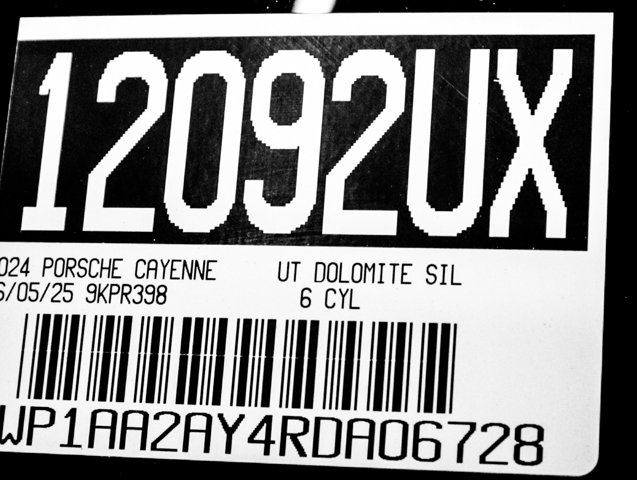 12092UX
024 PORSCHE CAYENNE UT DOLOMITE SIL
6/05/25 9KPR398 6 CYL
WP1AA2AY4RDA06728